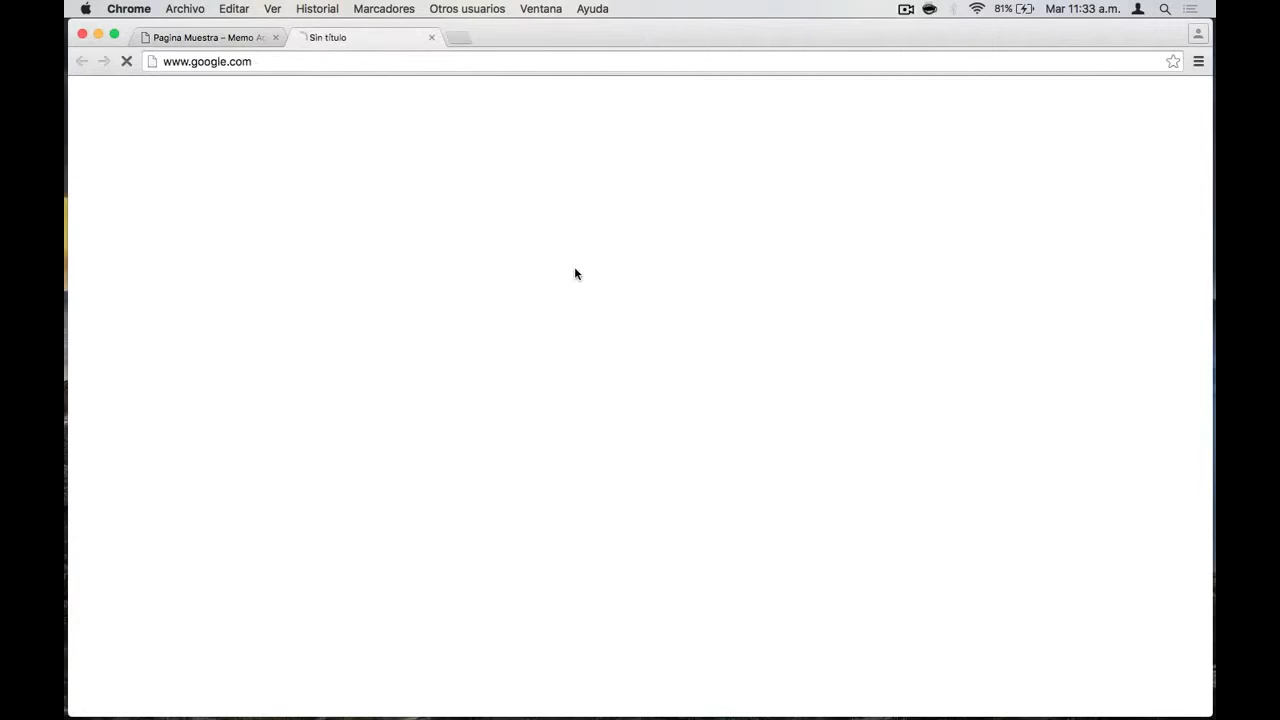 Chrome Archivo Editar Ver Historial Marcadores Otros usuarios Ventana Ayuda 81% Mar 11:33 a.m.
Pagina Muestra – Memo Sin título
www.google.com